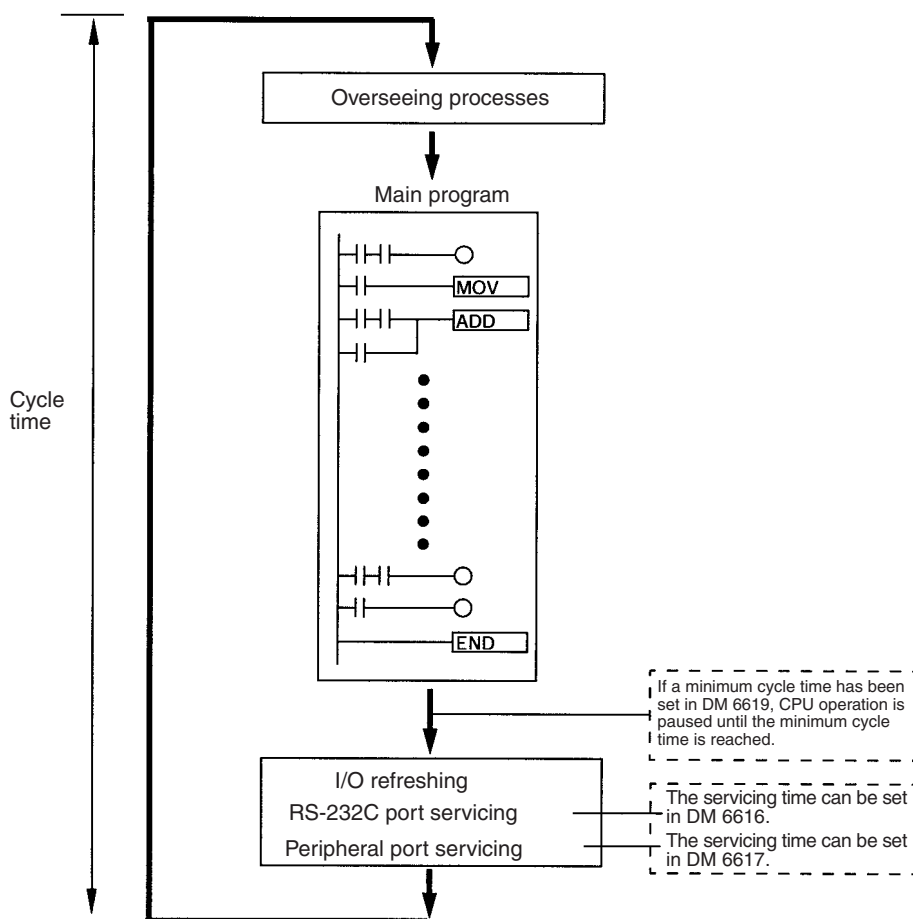 Overseeing processes
Main program
MOV
ADD
Cycle
time
END
If a minimum cycle time has been
set in DM 6619, CPU operation is
paused until the minimum cycle
time is reached.
I/O refreshing
RS-232C port servicing
Peripheral port servicing
The servicing time can be set
in DM 6616.
The servicing time can be set
in DM 6617.